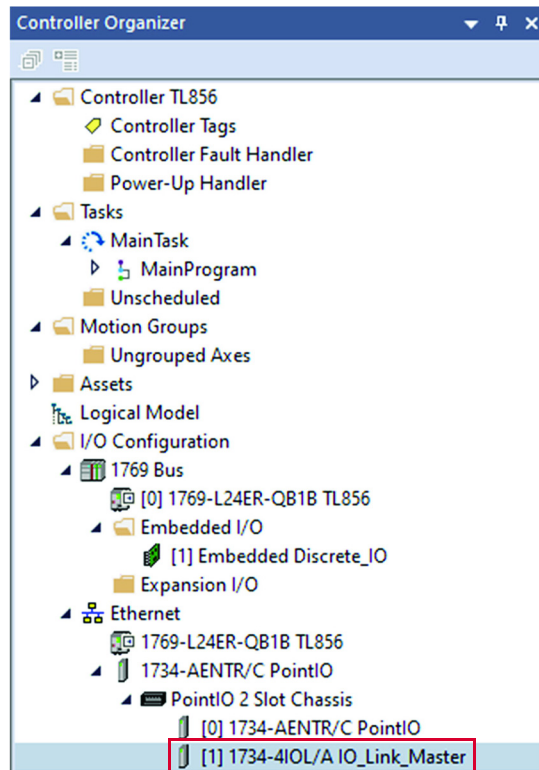 Controller Organizer
Controller TL856
Controller Tags
Controller Fault Handler
Power-Up Handler
Tasks
MainTask
MainProgram
Unscheduled
Motion Groups
Ungrouped Axes
Assets
Logical Model
I/O Configuration
1769 Bus
[0] 1769-L24ER-QB1B TL856
Embedded I/O
[1] Embedded Discrete_IO
Expansion I/O
Ethernet
1769-L24ER-QB1B TL856
1734-AENTR/C PointIO
PointIO 2 Slot Chassis
[0] 1734-AENTR/C PointIO
[1] 1734-4IOL/A IO_Link_Master